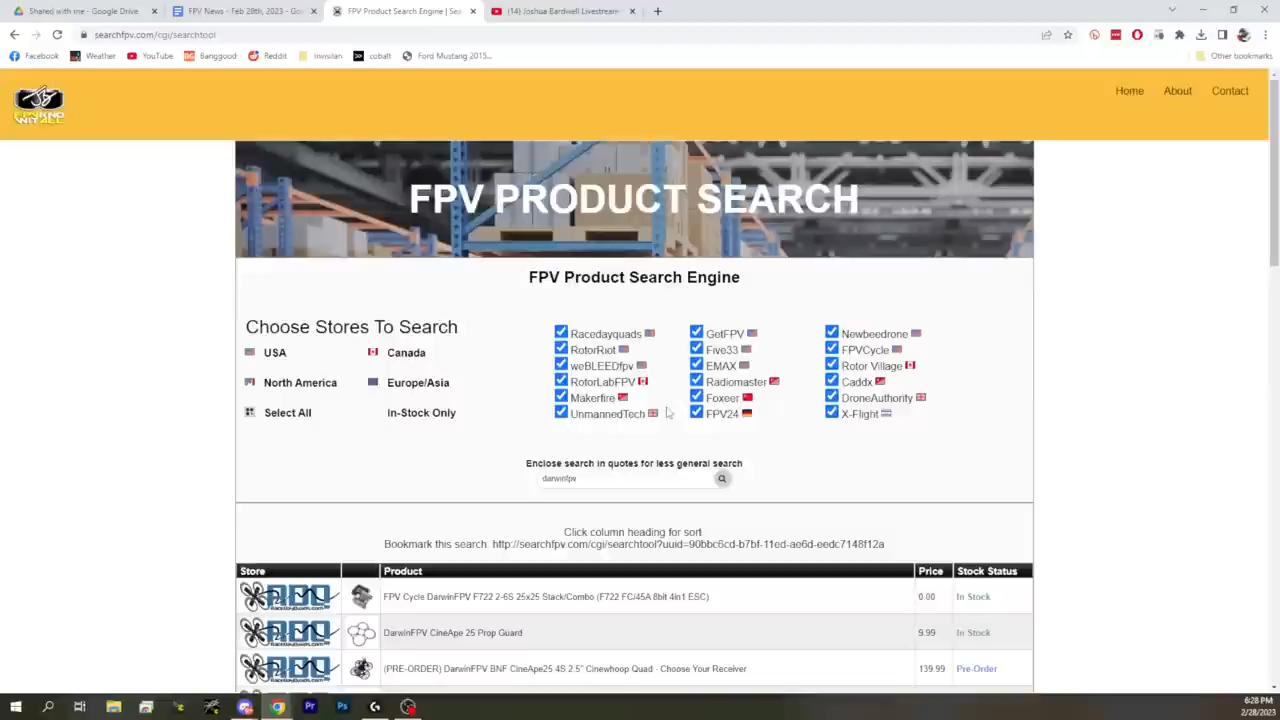 Shared with me - Google Drive
FPV News - Feb 28th, 2023 - Goo
FPV Product Search Engine | Sea
(14) Joshua Bardwell Livestream
searchfpv.com/cgi/searchtool
Facebook
Weather
YouTube
Banggood
Reddit
Invisilan
cobalt
Ford Mustang 2015...
Other bookmarks
Home
About
Contact
FPV PRODUCT SEARCH
FPV Product Search Engine
Choose Stores To Search
USA
Canada
North America
Europe/Asia
Select All
In-Stock Only
Racedayquads
GetFPV
Newbeedrone
RotorRiot
Five33
FPVCycle
weBLEEDfpv
EMAX
Rotor Village
RotorLabFPV
Radiomaster
Caddx
Makerfire
Foxeer
DroneAuthority
UnmannedTech
FPV24
X-Flight
Enclose search in quotes for less general search
darwinfpv
Click column heading for sort
Bookmark this search: http://searchfpv.com/cgi/searchtool?uuid=90bbc6cd-b7bf-11ed-ae6d-eedc7148f12a
Store
Product
Price
Stock Status
FPV Cycle DarwinFPV F722 2-6S 25x25 Stack/Combo (F722 FC/45A 8bit 4in1 ESC)
0.00
In Stock
DarwinFPV CineApe 25 Prop Guard
9.99
In Stock
(PRE-ORDER) DarwinFPV BNF CineApe25 4S 2.5" Cinewhoop Quad - Choose Your Receiver
139.99
Pre-Order
6:28 PM
2/28/2023